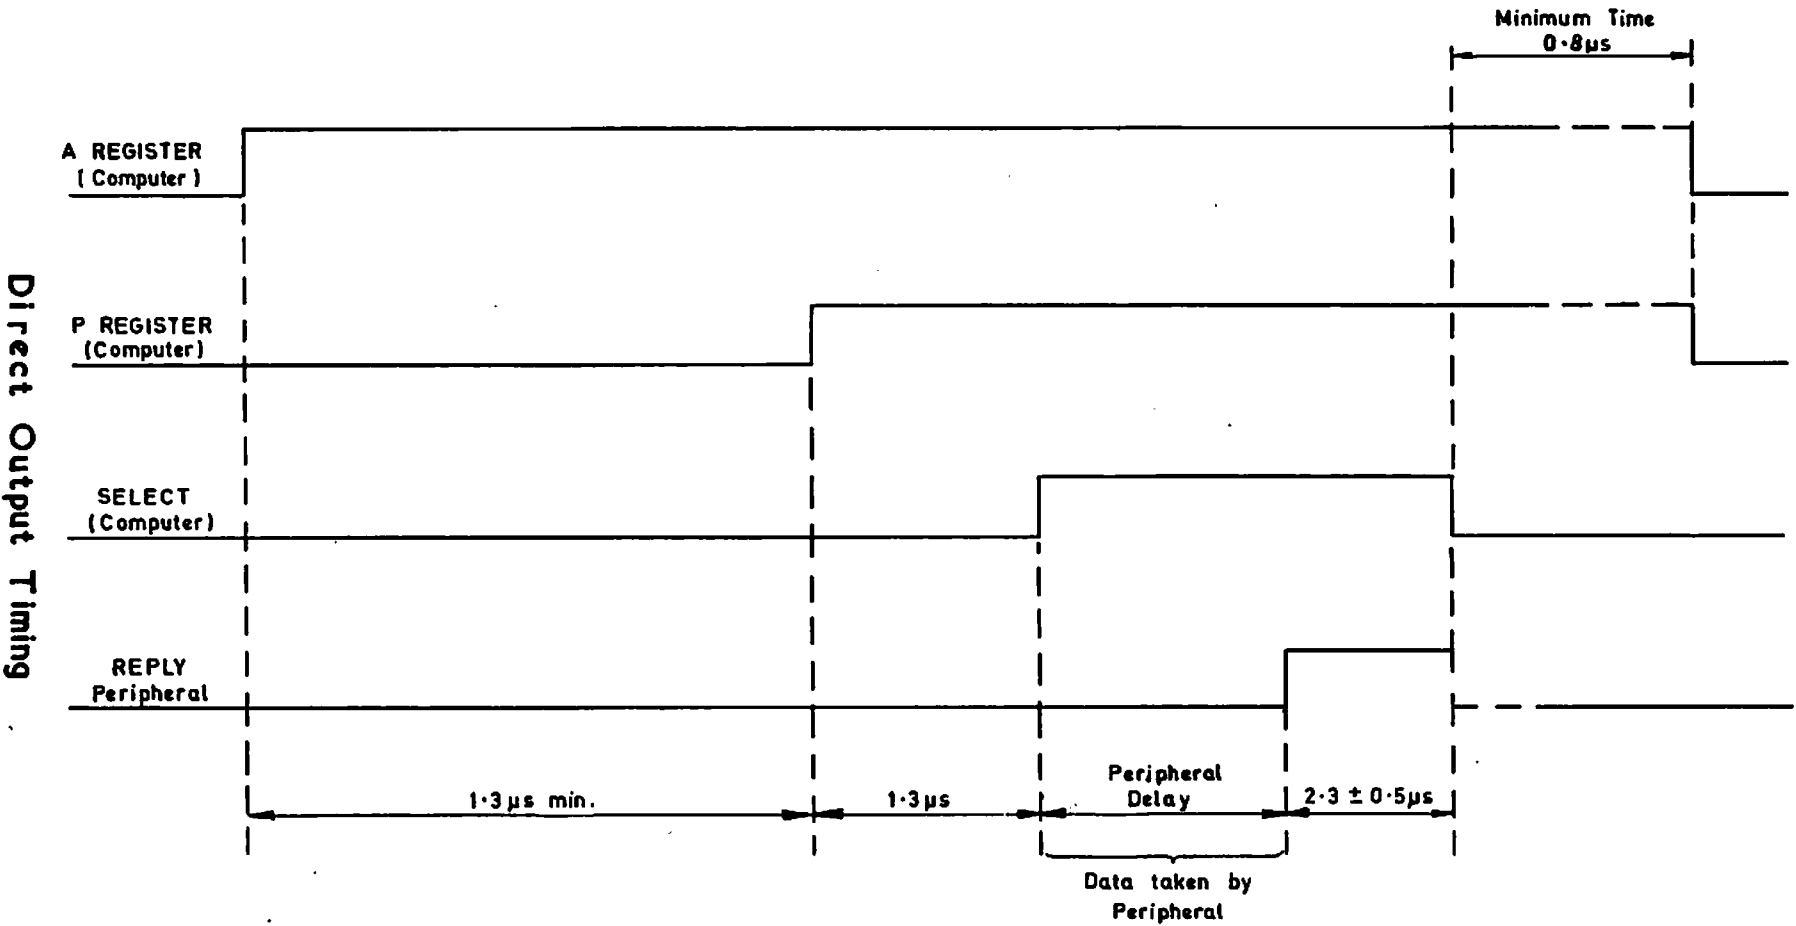 Minimum Time
0·8µs
A REGISTER
(Computer)
P REGISTER
(Computer)
SELECT
(Computer)
REPLY
Peripheral
1·3µs min.
1·3µs
Peripheral
Delay
2·3 ± 0·5µs
Data taken by
Peripheral
Direct Output Timing